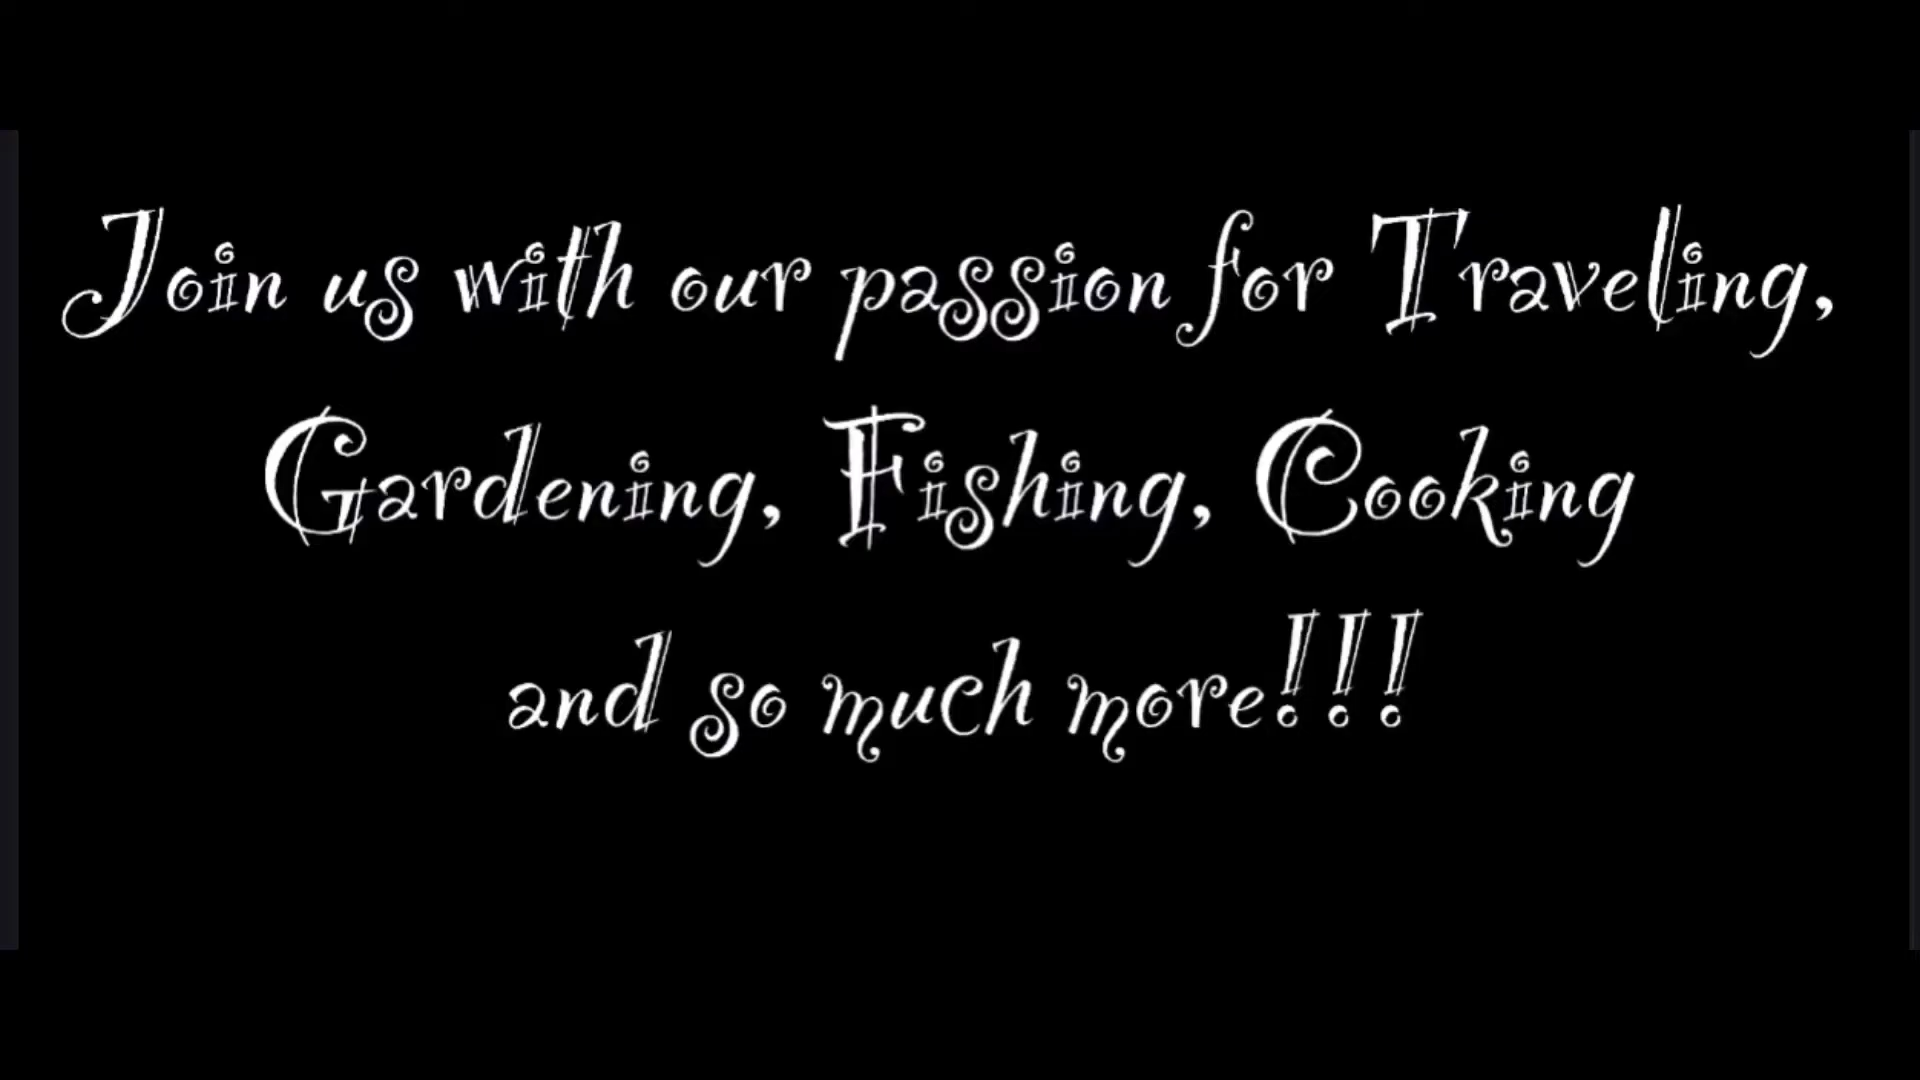 Join us with our passion for Traveling,
Gardening, Fishing, Cooking
and so much more!!!